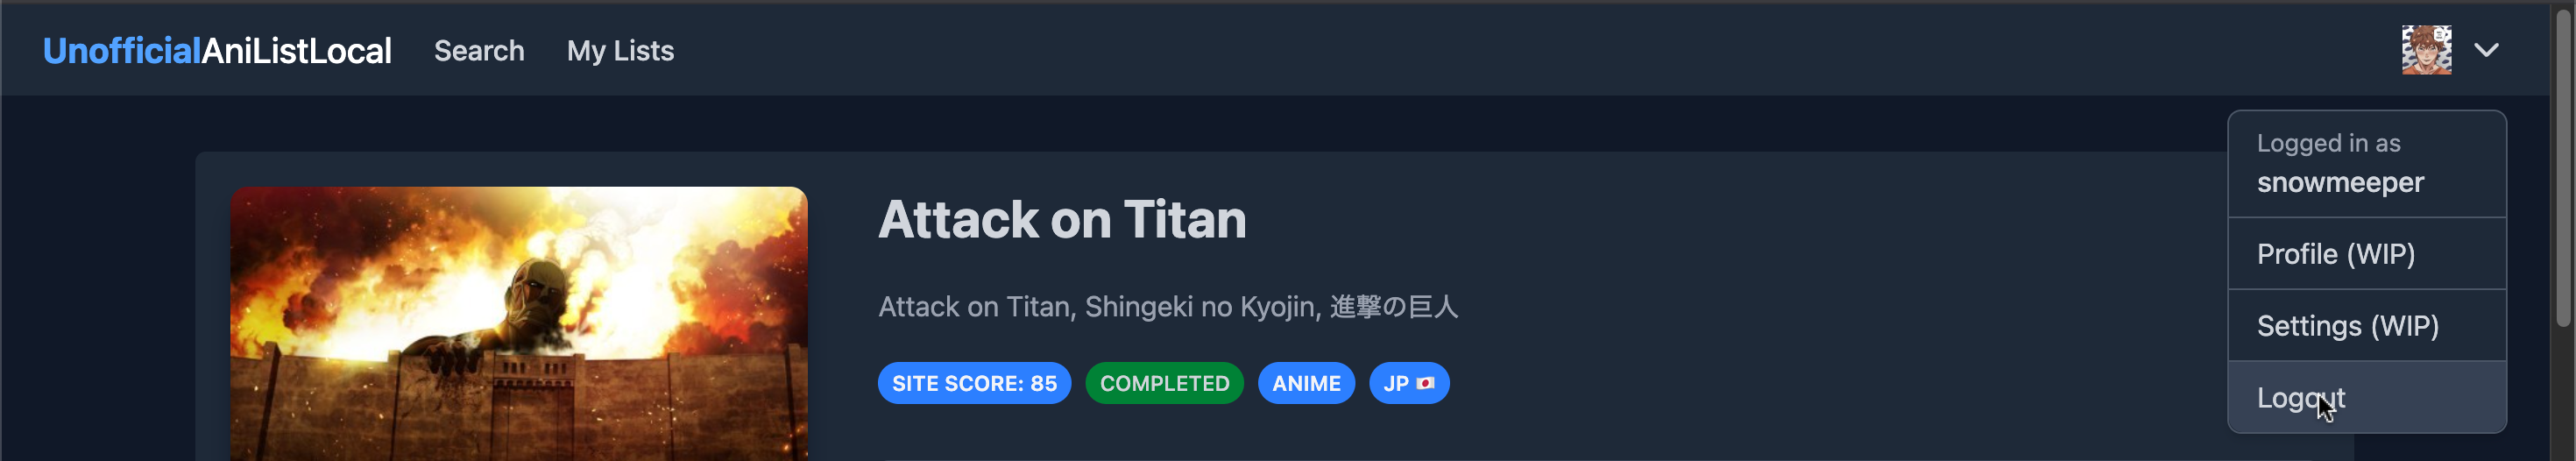 UnofficialAniListLocal Search My Lists
Logged in as
snowmeeper
Profile (WIP)
Settings (WIP)
Logout
Attack on Titan
Attack on Titan, Shingeki no Kyojin, 進撃の巨人
SITE SCORE: 85 COMPLETED ANIME JP 🇯🇵